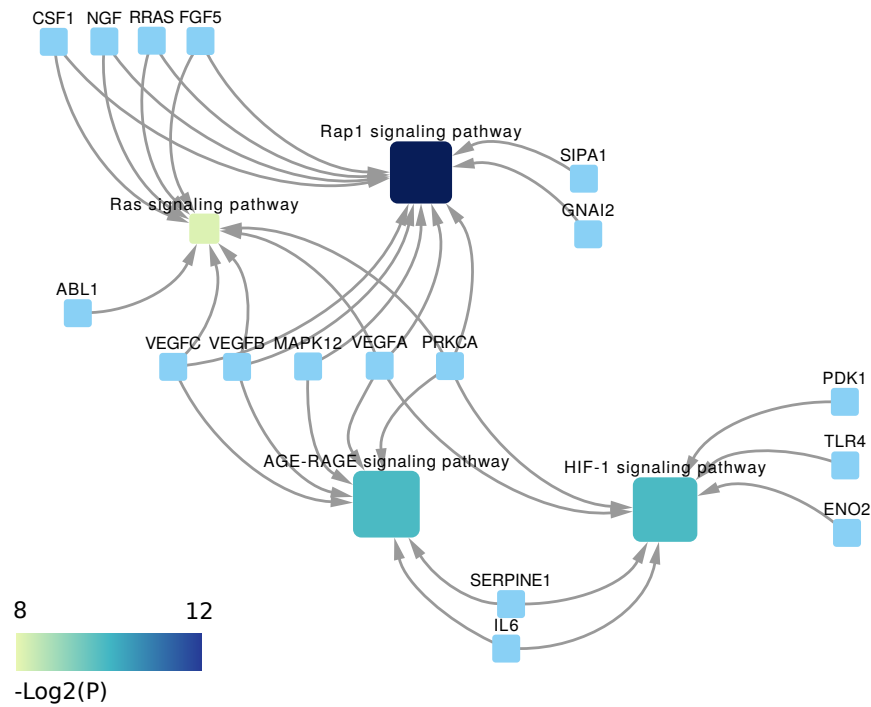 CSF1 NGF RRAS FGF5
Rap1 signaling pathway
SIPA1
Ras signaling pathway
GNAI2
ABL1
VEGFC VEGFB MAPK12 VEGFA PRKCA
PDK1
TLR4
AGE-RAGE signaling pathway
HIF-1 signaling pathway
ENO2
SERPINE1
IL6
8 12
-Log2(P)